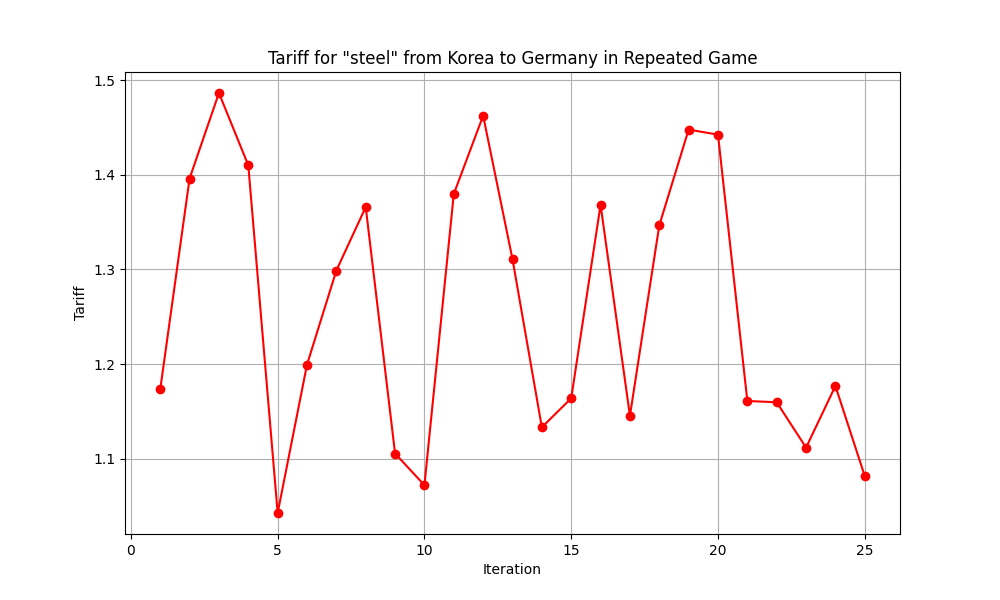 Tariff for "steel" from Korea to Germany in Repeated Game
1.5
1.4
1.3
1.2
1.1
Tariff
0 5 10 15 20 25
Iteration